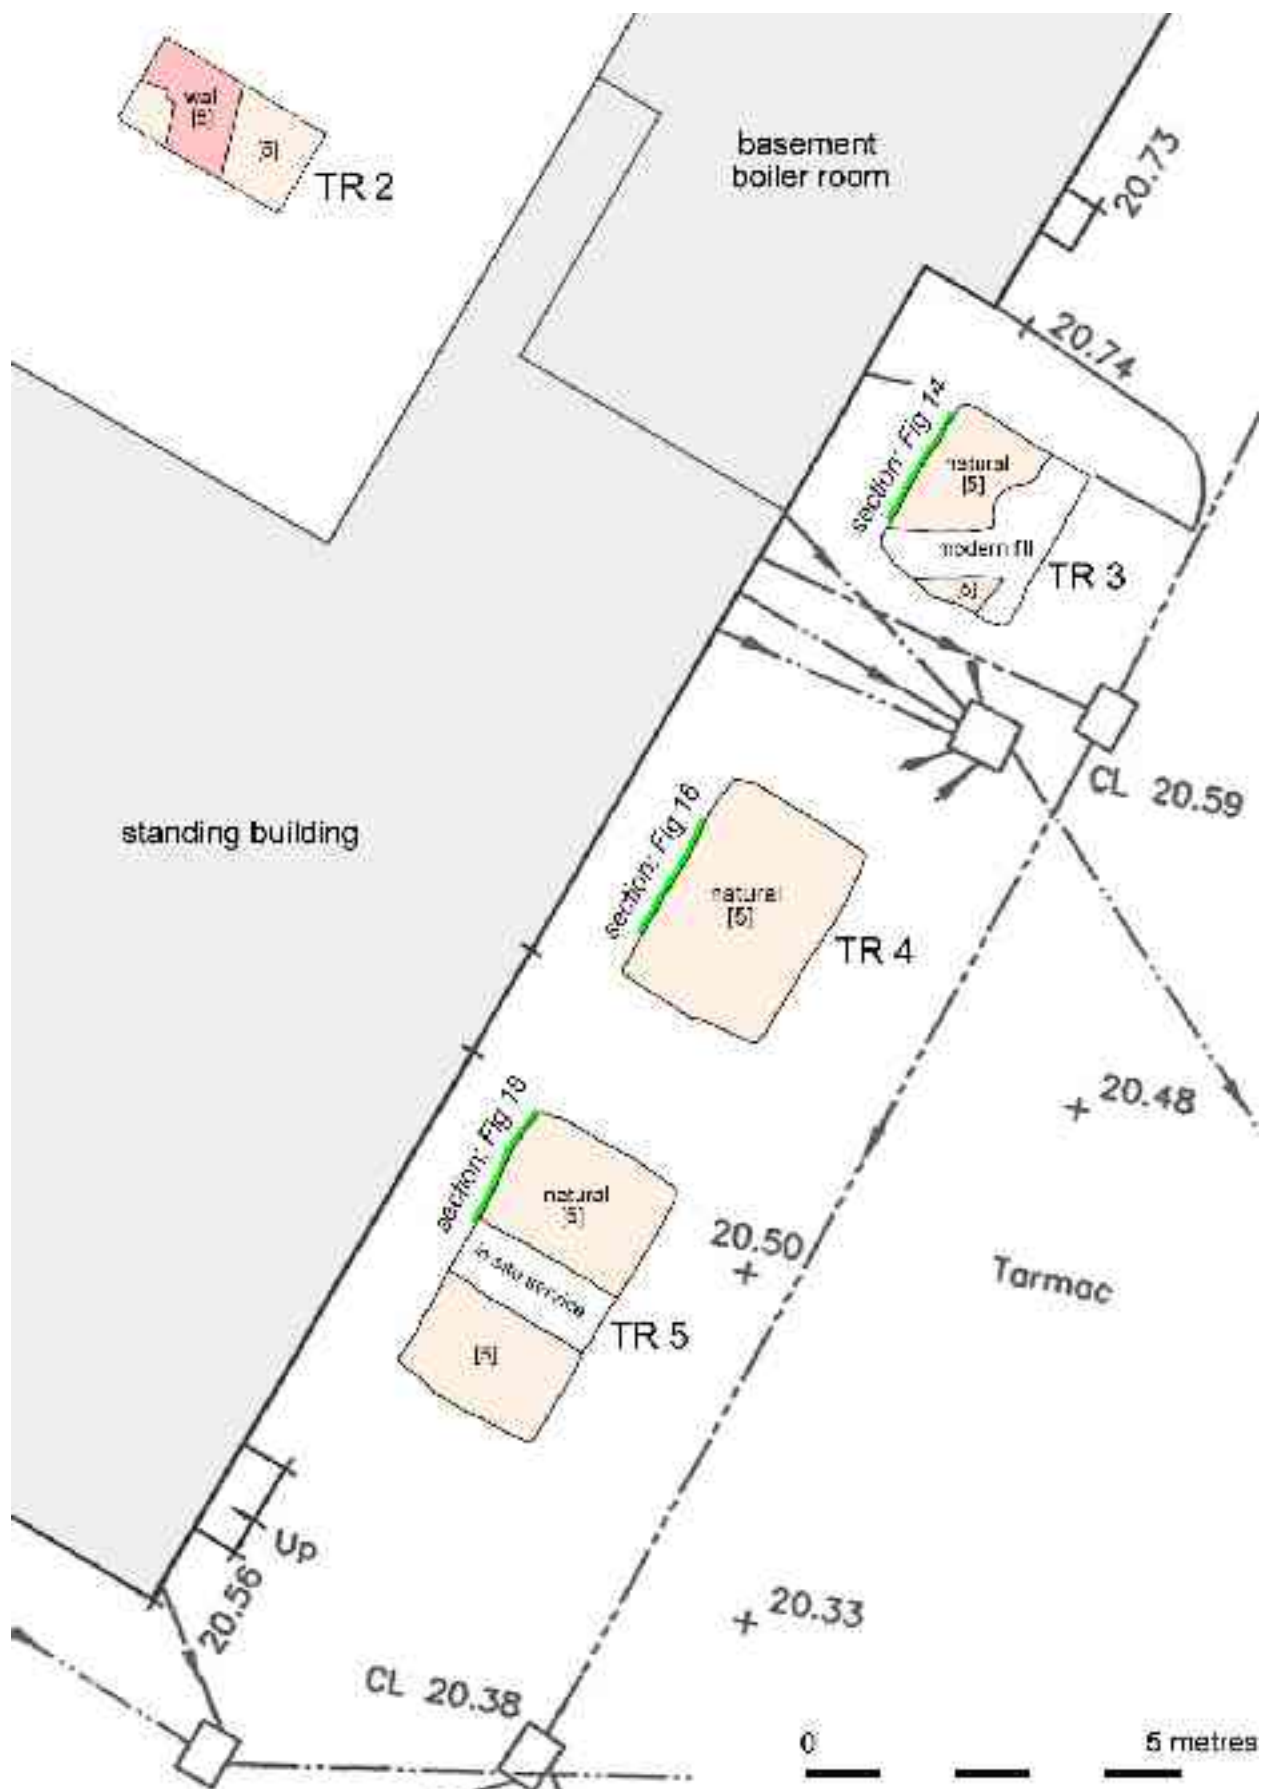 wall
[5]
TR 2
basement
boiler room
20.73
20.74
section: Fig 14
natural
[5]
modern fill
TR 3
CL 20.59
standing building
section: Fig 16
natural
[5]
TR 4
20.48
section: Fig 18
natural
[5]
in situ service
[5]
TR 5
20.50
Tarmac
Up
20.56
20.33
CL 20.38
0
5 metres